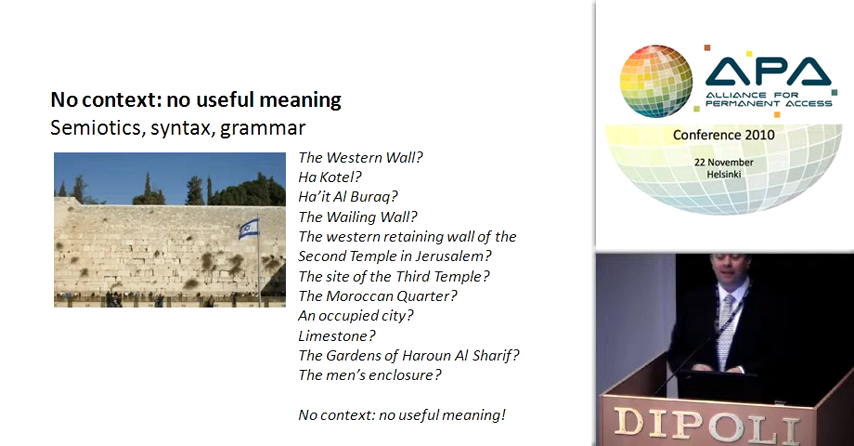 No context: no useful meaning
Semiotics, syntax, grammar
The Western Wall?
Ha Kotel?
Ha'it Al Buraq?
The Wailing Wall?
The western retaining wall of the
Second Temple in Jerusalem?
The site of the Third Temple?
The Moroccan Quarter?
An occupied city?
Limestone?
The Gardens of Haroun Al Sharif?
The men's enclosure?
No context: no useful meaning!
APA
ALLIANCE FOR
PERMANENT ACCESS
Conference 2010
22 November
Helsinki
DIPOLI